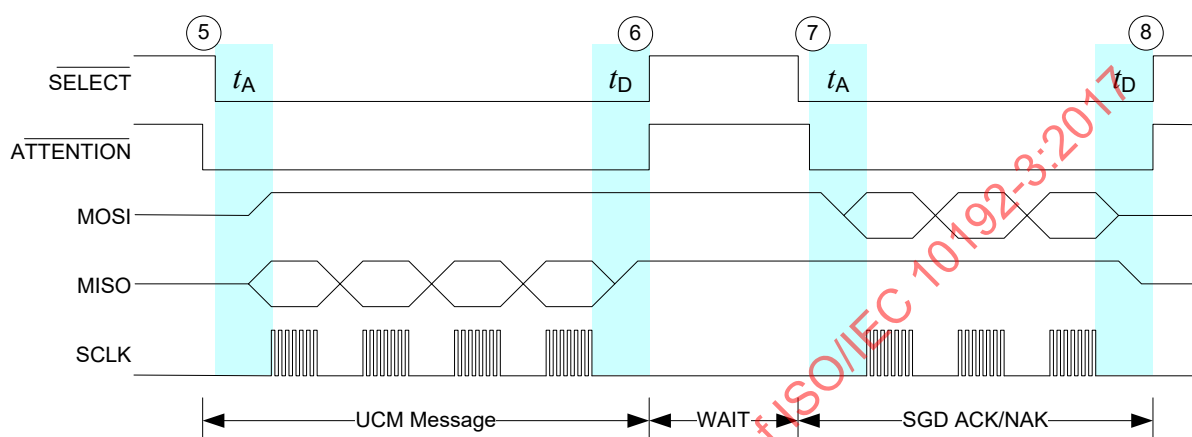 5 6 7 8
SELECT tA tD tA tD
ATTENTION
MOSI
MISO
SCLK
UCM Message WAIT SGD ACK/NAK
f ISO/IEC 10192-3:2017